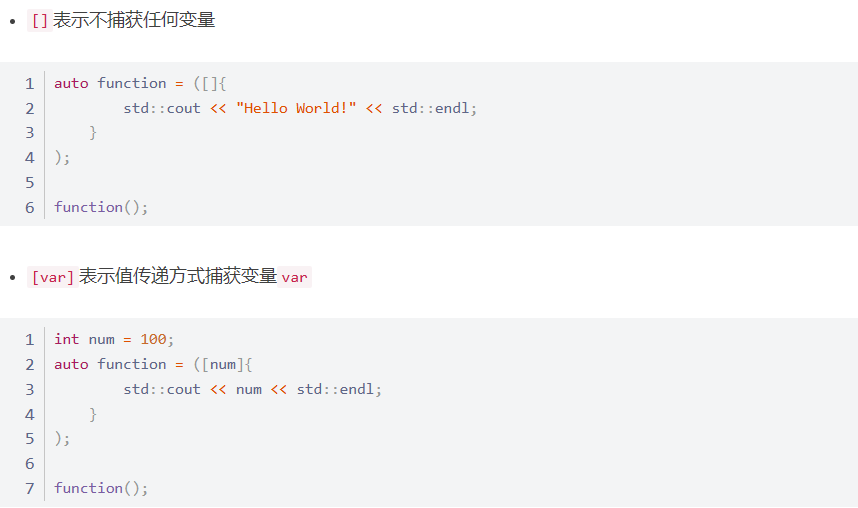 []表示不捕获任何变量
1 auto function = ([]{
2         std::cout << "Hello World!" << std::endl;
3     }
4 );
5
6 function();
[var]表示值传递方式捕获变量 var
1 int num = 100;
2 auto function = ([num]{
3         std::cout << num << std::endl;
4     }
5 );
6
7 function();